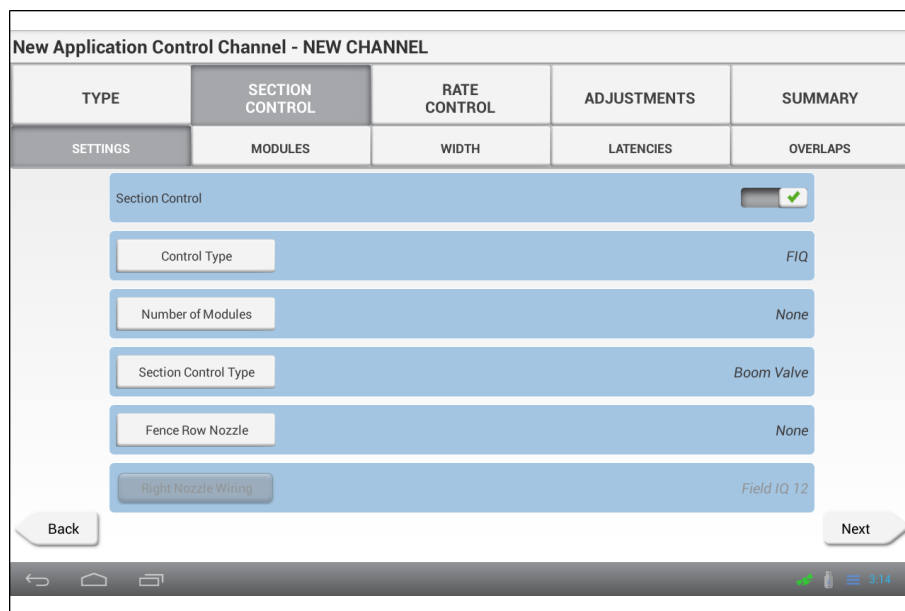 New Application Control Channel - NEW CHANNEL
TYPE
SECTION
CONTROL
RATE
CONTROL
ADJUSTMENTS
SUMMARY
SETTINGS
MODULES
WIDTH
LATENCIES
OVERLAPS
Section Control
Control Type
FIQ
Number of Modules
None
Section Control Type
Boom Valve
Fence Row Nozzle
None
Right Nozzle Wiring
Field IQ 12
Back
Next
3:14